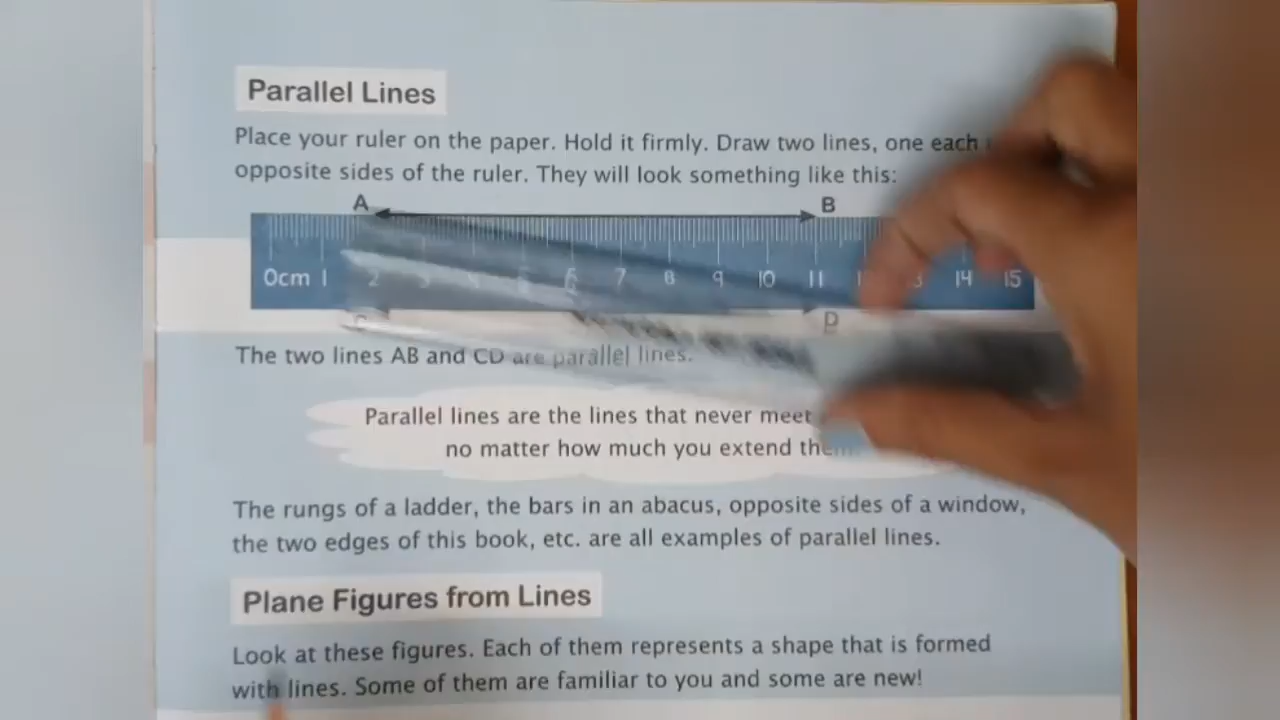 Parallel Lines
Place your ruler on the paper. Hold it firmly. Draw two lines, one each
opposite sides of the ruler. They will look something like this:
A B
0cm 1 2 3 4 5 6 7 8 9 10 11 14 15
C D
The two lines AB and CD are parallel lines.
Parallel lines are the lines that never meet
no matter how much you extend
The rungs of a ladder, the bars in an abacus, opposite sides of a window,
the two edges of this book, etc. are all examples of parallel lines.
Plane Figures from Lines
Look at these figures. Each of them represents a shape that is formed
with lines. Some of them are familiar to you and some are new!